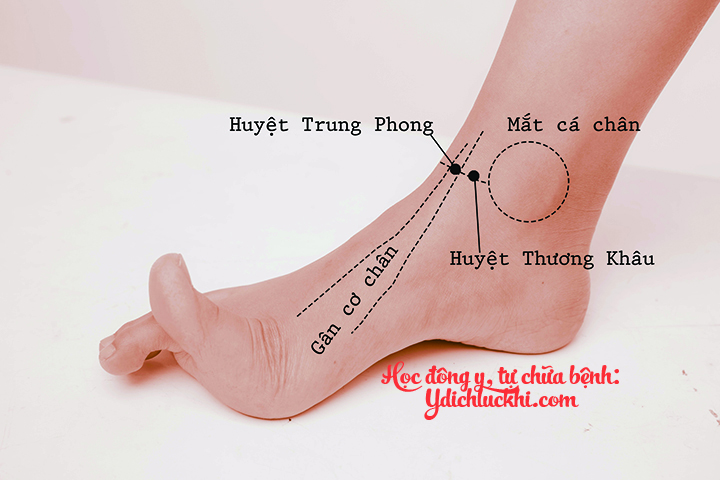 Huyệt Trung Phong
Mắt cá chân
Huyệt Thương Khâu
Gân cơ chân
Học đông y, tự chữa bệnh:
Ydichluckhi.com